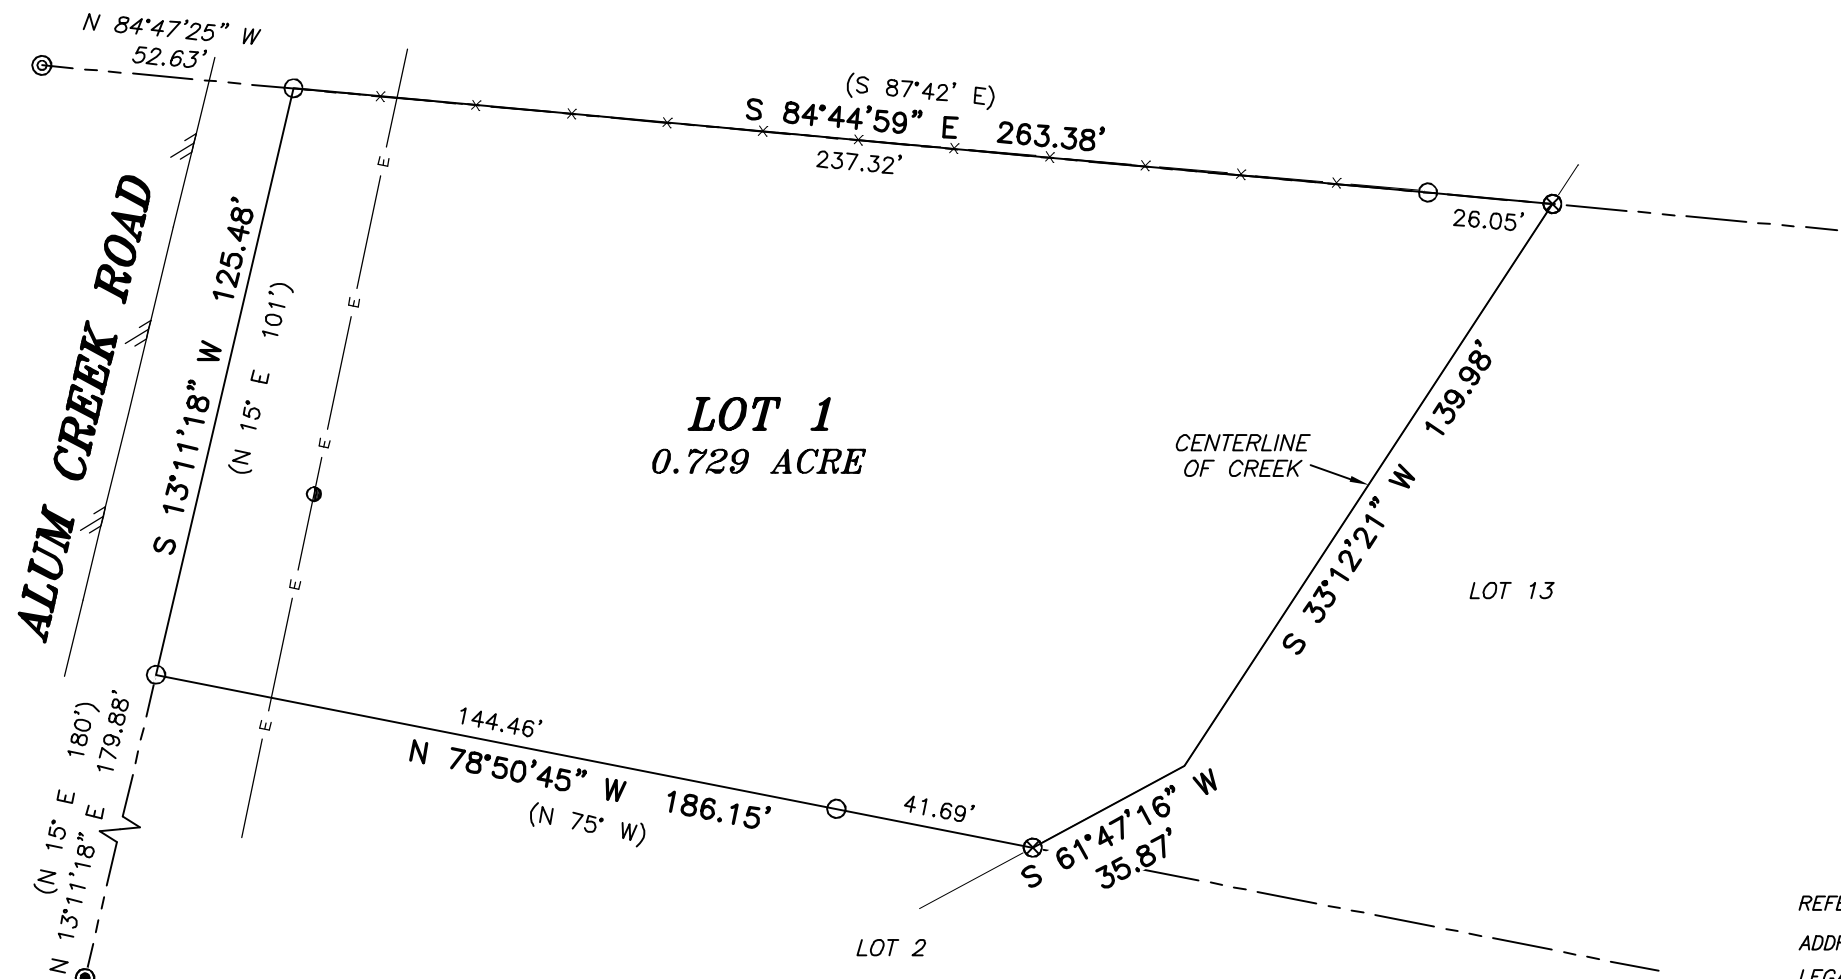 N 84°47'25" W
52.63'
(S 87°42' E)
S 84°44'59" E 263.38'
237.32'
26.05'
ALUM CREEK ROAD
S 13°11'18" W 125.48'
(N 15° E 101')
E
E
E
E
E
LOT 1
0.729 ACRE
CENTERLINE
OF CREEK
S 33°12'21" W 139.98'
LOT 13
144.46'
N 78°50'45" W 186.15'
(N 75° W)
41.69'
S 61°47'16" W
35.87'
(N 15° E 180')
N 13°11'18" E 179.88'
LOT 2
REFE
ADDR
LEGA